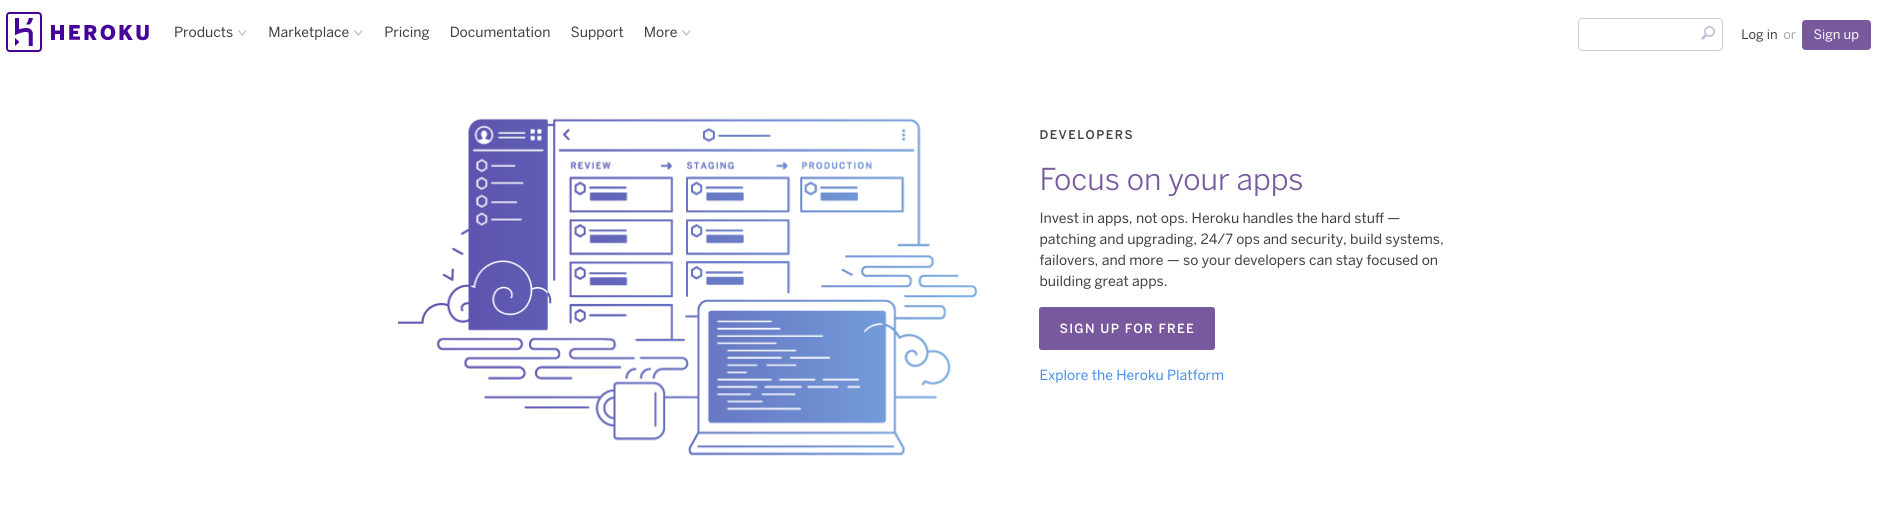 HEROKU Products Marketplace Pricing Documentation Support More Log in or Sign up
REVIEW STAGING PRODUCTION
DEVELOPERS
Focus on your apps
Invest in apps, not ops. Heroku handles the hard stuff —
patching and upgrading, 24/7 ops and security, build systems,
failovers, and more — so your developers can stay focused on
building great apps.
SIGN UP FOR FREE
Explore the Heroku Platform